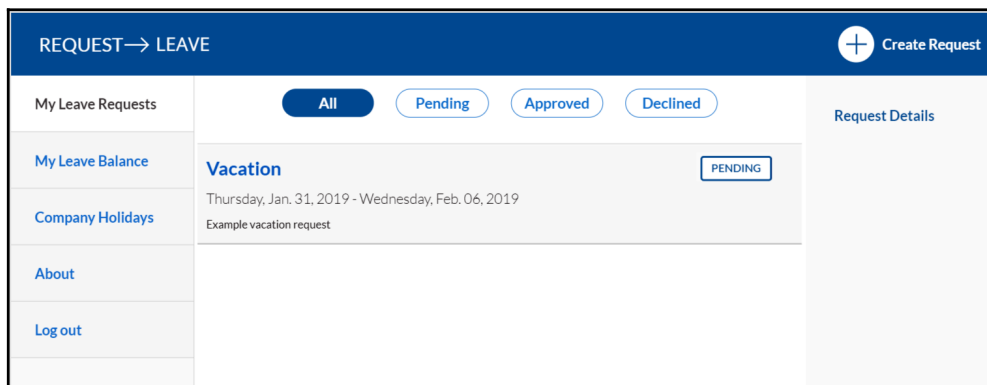 REQUEST→ LEAVE
Create Request
My Leave Requests
My Leave Balance
Company Holidays
About
Log out
All
Pending
Approved
Declined
Vacation
PENDING
Thursday, Jan. 31, 2019 - Wednesday, Feb. 06, 2019
Example vacation request
Request Details